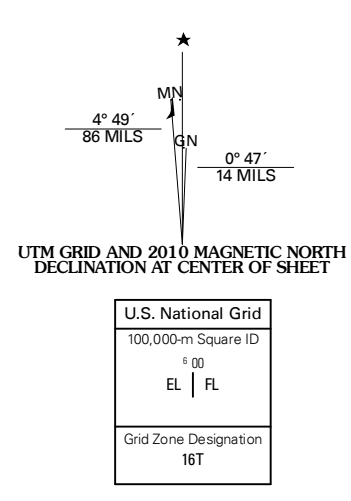 MN
4° 49´
86 MILS
GN
0° 47´
14 MILS
UTM GRID AND 2010 MAGNETIC NORTH
DECLINATION AT CENTER OF SHEET
U.S. National Grid
100,000-m Square ID
6 00
EL FL
Grid Zone Designation
16T